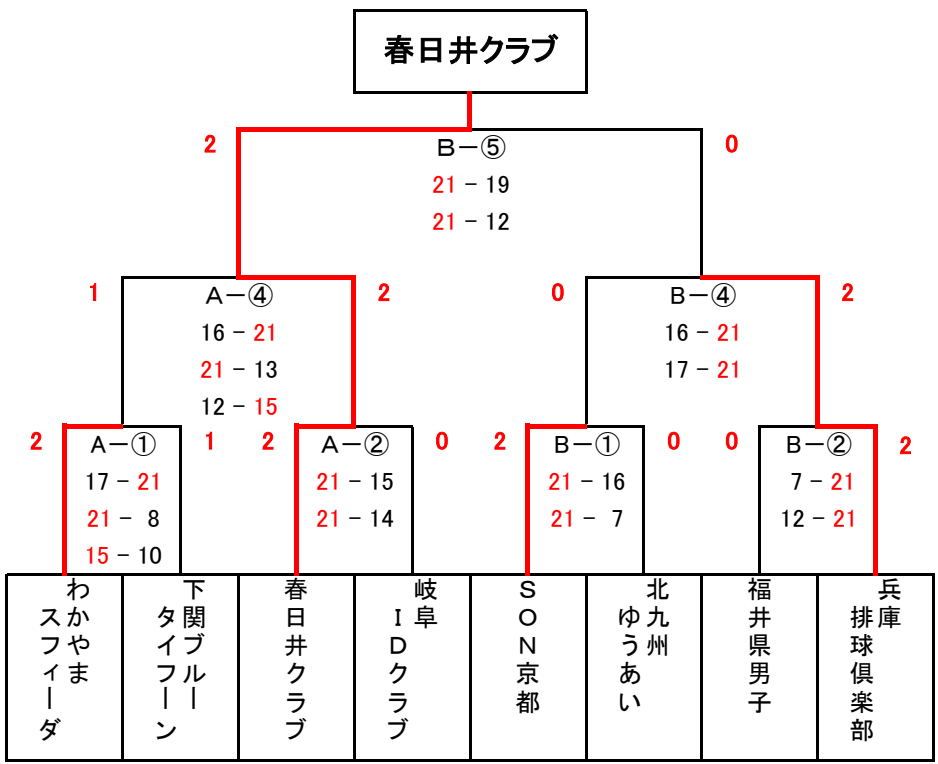 春日井クラブ
2
0
B－⑤
21 − 19
21 − 12
1
A－④
2
0
B－④
2
16 − 21
21 − 13
12 − 15
16 − 21
17 − 21
2
A－①
1
2
A－②
0
2
B－①
0
0
B－②
2
17 − 21
21 − 8
15 − 10
21 − 15
21 − 14
21 − 16
21 − 7
7 − 21
12 − 21
わかやま
スフィーダ
下関ブルー
タイフーン
春日井クラブ
岐阜
IDクラブ
SON京都
北九州
ゆうあい
福井県男子
兵庫
排球倶楽部